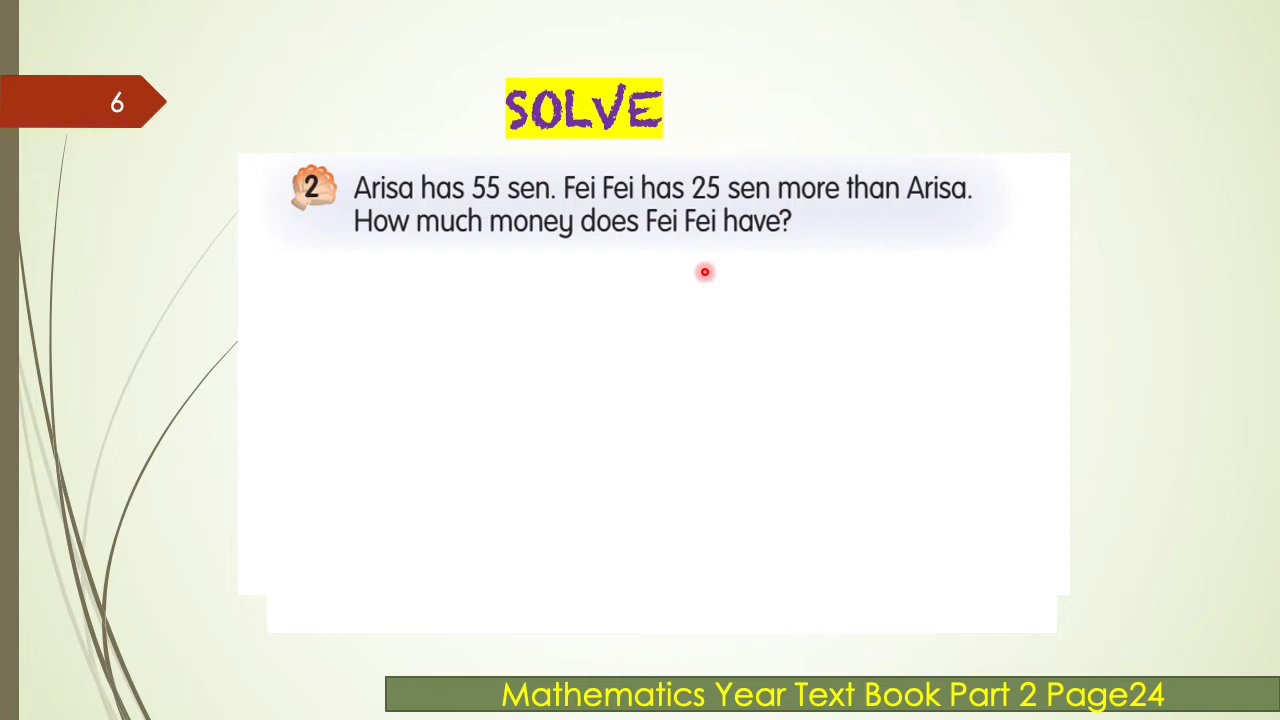 6
SOLVE
2 Arisa has 55 sen. Fei Fei has 25 sen more than Arisa.
How much money does Fei Fei have?
Mathematics Year Text Book Part 2 Page24